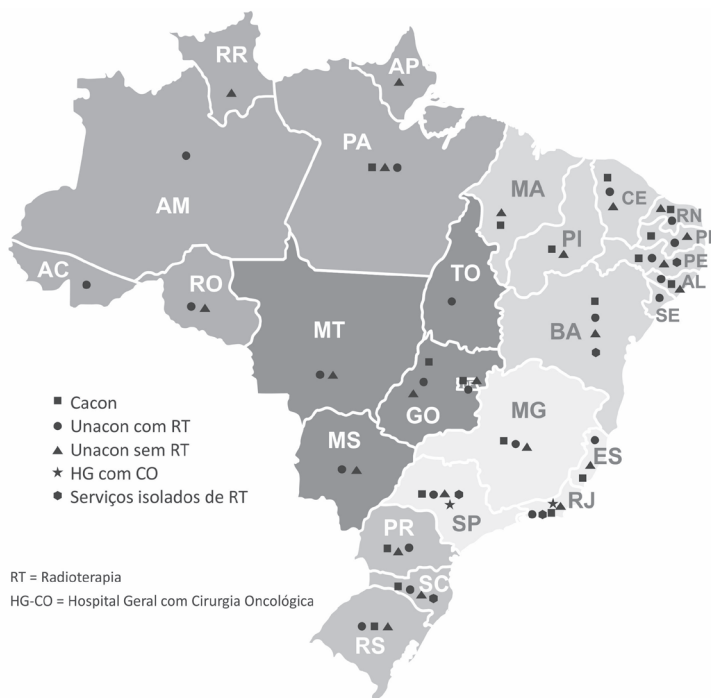 RR
AP
PA
AM
MA
CE
RN
PI
PI
PE
AL
SE
AC
RO
TO
MT
BA
GO
MG
MS
ES
RJ
SP
PR
SC
RS
Cacon
Unacon com RT
Unacon sem RT
HG com CO
Serviços isolados de RT
RT = Radioterapia
HG-CO = Hospital Geral com Cirurgia Oncológica